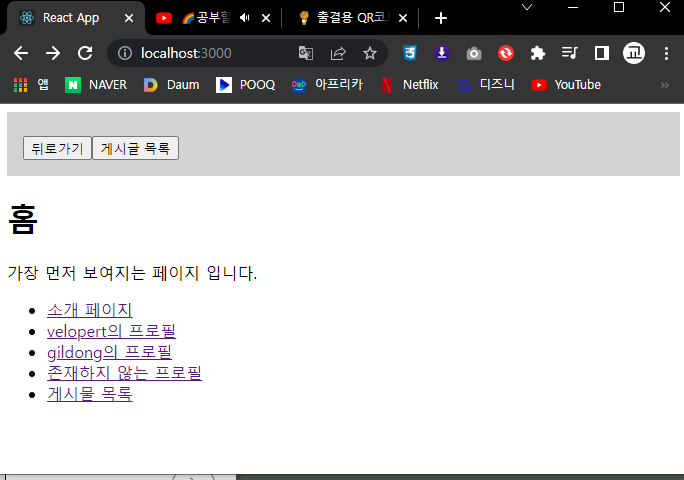 React App
🌈공부할
출결용 QR코드
localhost:3000
앱 NAVER Daum POOQ 아프리카 Netflix 디즈니 YouTube »
뒤로가기 게시글 목록
홈
가장 먼저 보여지는 페이지 입니다.
• 소개 페이지
• velopert의 프로필
• gildong의 프로필
• 존재하지 않는 프로필
• 게시물 목록